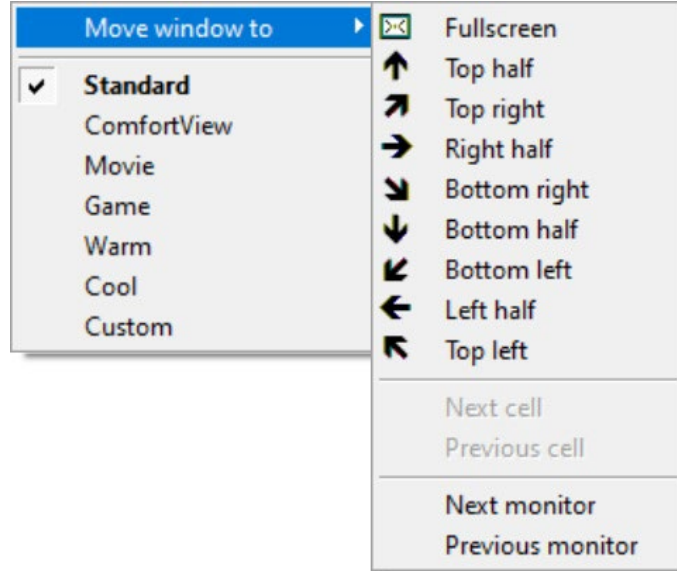 Move window to
Standard
ComfortView
Movie
Game
Warm
Cool
Custom
Fullscreen
Top half
Top right
Right half
Bottom right
Bottom half
Bottom left
Left half
Top left
Next cell
Previous cell
Next monitor
Previous monitor